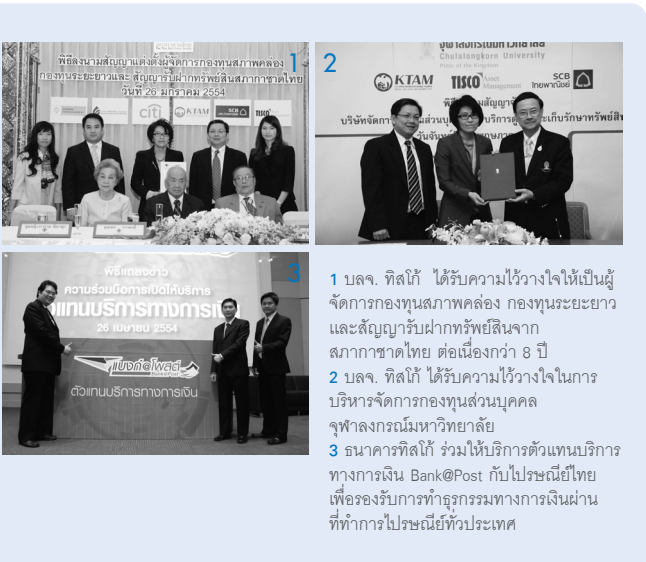 พิธีลงนามสัญญาแต่งตั้งผู้จัดการกองทุนสภาพคล่อง
กองทุนระยะยาวและ สัญญารับฝากทรัพย์สินสภากาชาดไทย
วันที่ 26 มกราคม 2554
1
citi
KTAM
SCB
TISCO
2
จุฬาลงกรณ์มหาวิทยาลัย
Chulalongkorn University
Pillar of the Kingdom
KTAM
TISCO Asset Management
SCB ไทยพาณิชย์
3
พิธีแถลงข่าว
ความร่วมมือการเปิดให้บริการ
ตัวแทนบริการทางการเงิน
26 เมษายน 2554
แบงก์@โพสต์
Bank@Post
ตัวแทนบริการทางการเงิน
1 บลจ. ทิสโก้ ได้รับความไว้วางใจให้เป็นผู้
จัดการกองทุนสภาพคล่อง กองทุนระยะยาว
และสัญญารับฝากทรัพย์สินจาก
สภากาชาดไทย ต่อเนื่องกว่า 8 ปี
2 บลจ. ทิสโก้ ได้รับความไว้วางใจในการ
บริหารจัดการกองทุนส่วนบุคคล
จุฬาลงกรณ์มหาวิทยาลัย
3 ธนาคารทิสโก้ ร่วมให้บริการตัวแทนบริการ
ทางการเงิน Bank@Post กับไปรษณีย์ไทย
เพื่อรองรับการทำธุรกรรมทางการเงินผ่าน
ที่ทำการไปรษณีย์ทั่วประเทศ